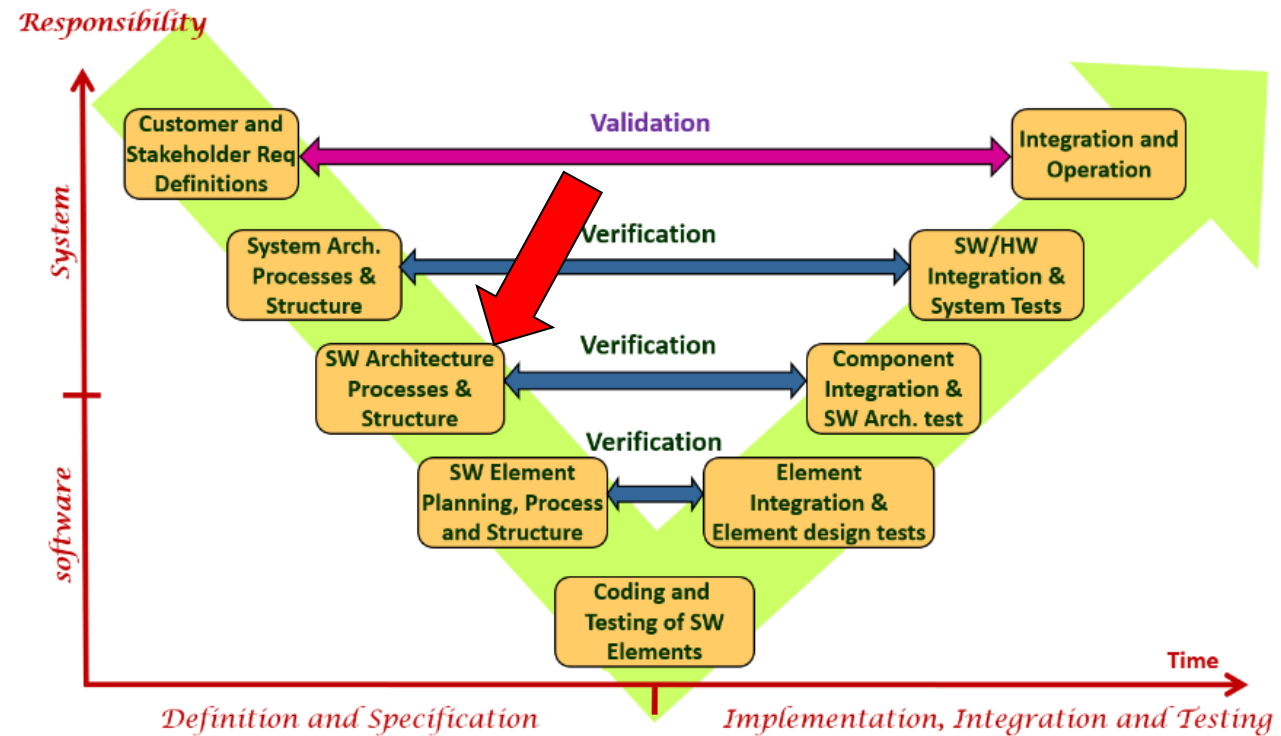 Responsibility
Customer and
Stakeholder Req
Definitions
Validation
Integration and
Operation
System
System Arch.
Processes &
Structure
Verification
SW/HW
Integration &
System Tests
SW Architecture
Processes &
Structure
Verification
Component
Integration &
SW Arch. test
software
SW Element
Planning, Process
and Structure
Verification
Element
Integration &
Element design tests
Coding and
Testing of SW
Elements
Time
Definition and Specification
Implementation, Integration and Testing